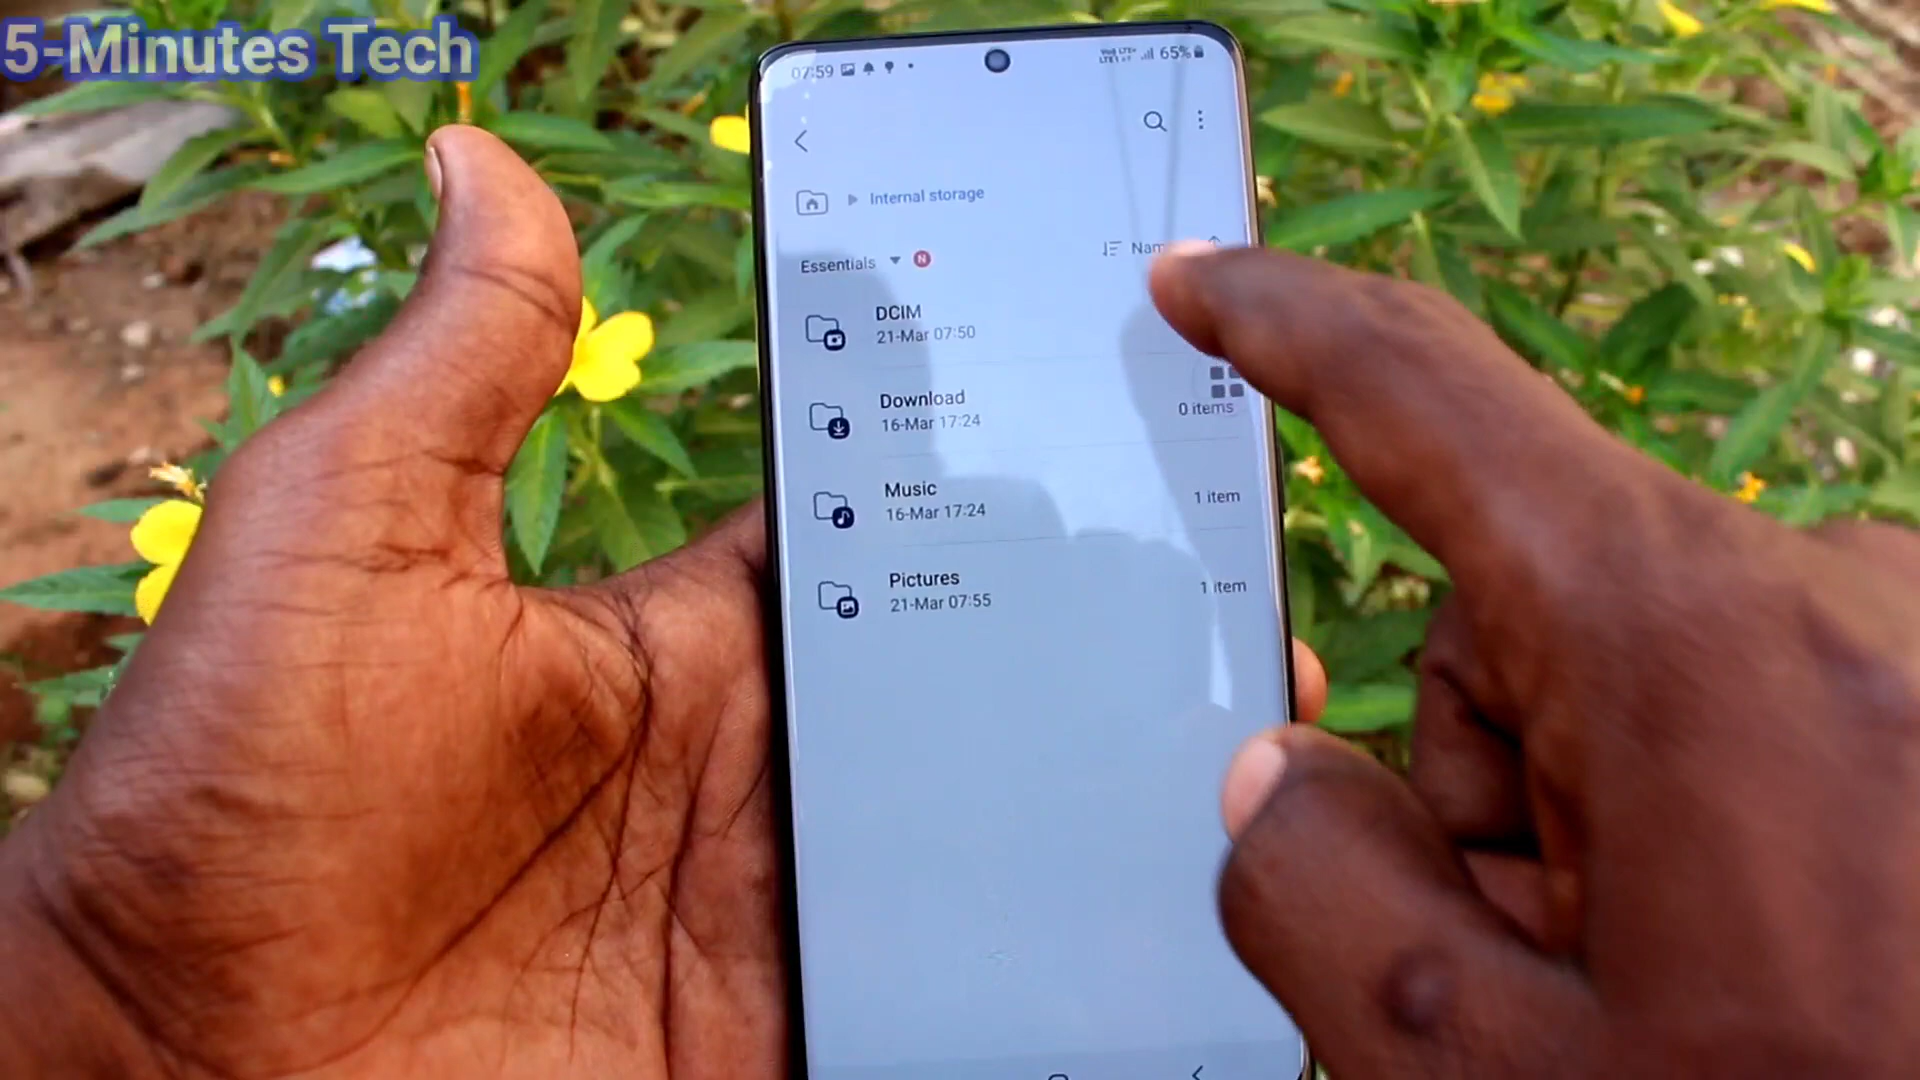 5-Minutes Tech
07:59
65%
Internal storage
Essentials
N
DCIM
21-Mar 07:50
Download
16-Mar 17:24
0 items
Music
16-Mar 17:24
1 item
Pictures
21-Mar 07:55
1 item